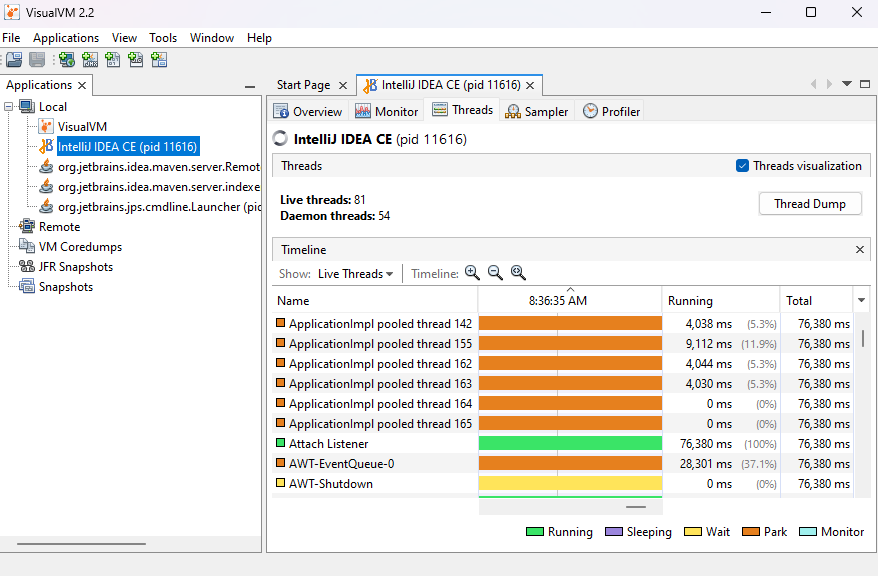 VisualVM 2.2
File Applications View Tools Window Help
Applications
Start Page IntelliJ IDEA CE (pid 11616)
Local
VisualVM
IntelliJ IDEA CE (pid 11616)
org.jetbrains.idea.maven.server.Remot
org.jetbrains.idea.maven.server.indexe
org.jetbrains.jps.cmdline.Launcher (pic
Remote
VM Coredumps
JFR Snapshots
Snapshots
Overview Monitor Threads Sampler Profiler
IntelliJ IDEA CE (pid 11616)
Threads Threads visualization
Live threads: 81
Daemon threads: 54
Thread Dump
Timeline
Show: Live Threads Timeline:
Name 8:36:35 AM Running Total
ApplicationImpl pooled thread 142 4,038 ms (5.3%) 76,380 ms
ApplicationImpl pooled thread 155 9,112 ms (11.9%) 76,380 ms
ApplicationImpl pooled thread 162 4,044 ms (5.3%) 76,380 ms
ApplicationImpl pooled thread 163 4,030 ms (5.3%) 76,380 ms
ApplicationImpl pooled thread 164 0 ms (0%) 76,380 ms
ApplicationImpl pooled thread 165 0 ms (0%) 76,380 ms
Attach Listener 76,380 ms (100%) 76,380 ms
AWT-EventQueue-0 28,301 ms (37.1%) 76,380 ms
AWT-Shutdown 0 ms (0%) 76,380 ms
Running Sleeping Wait Park Monitor